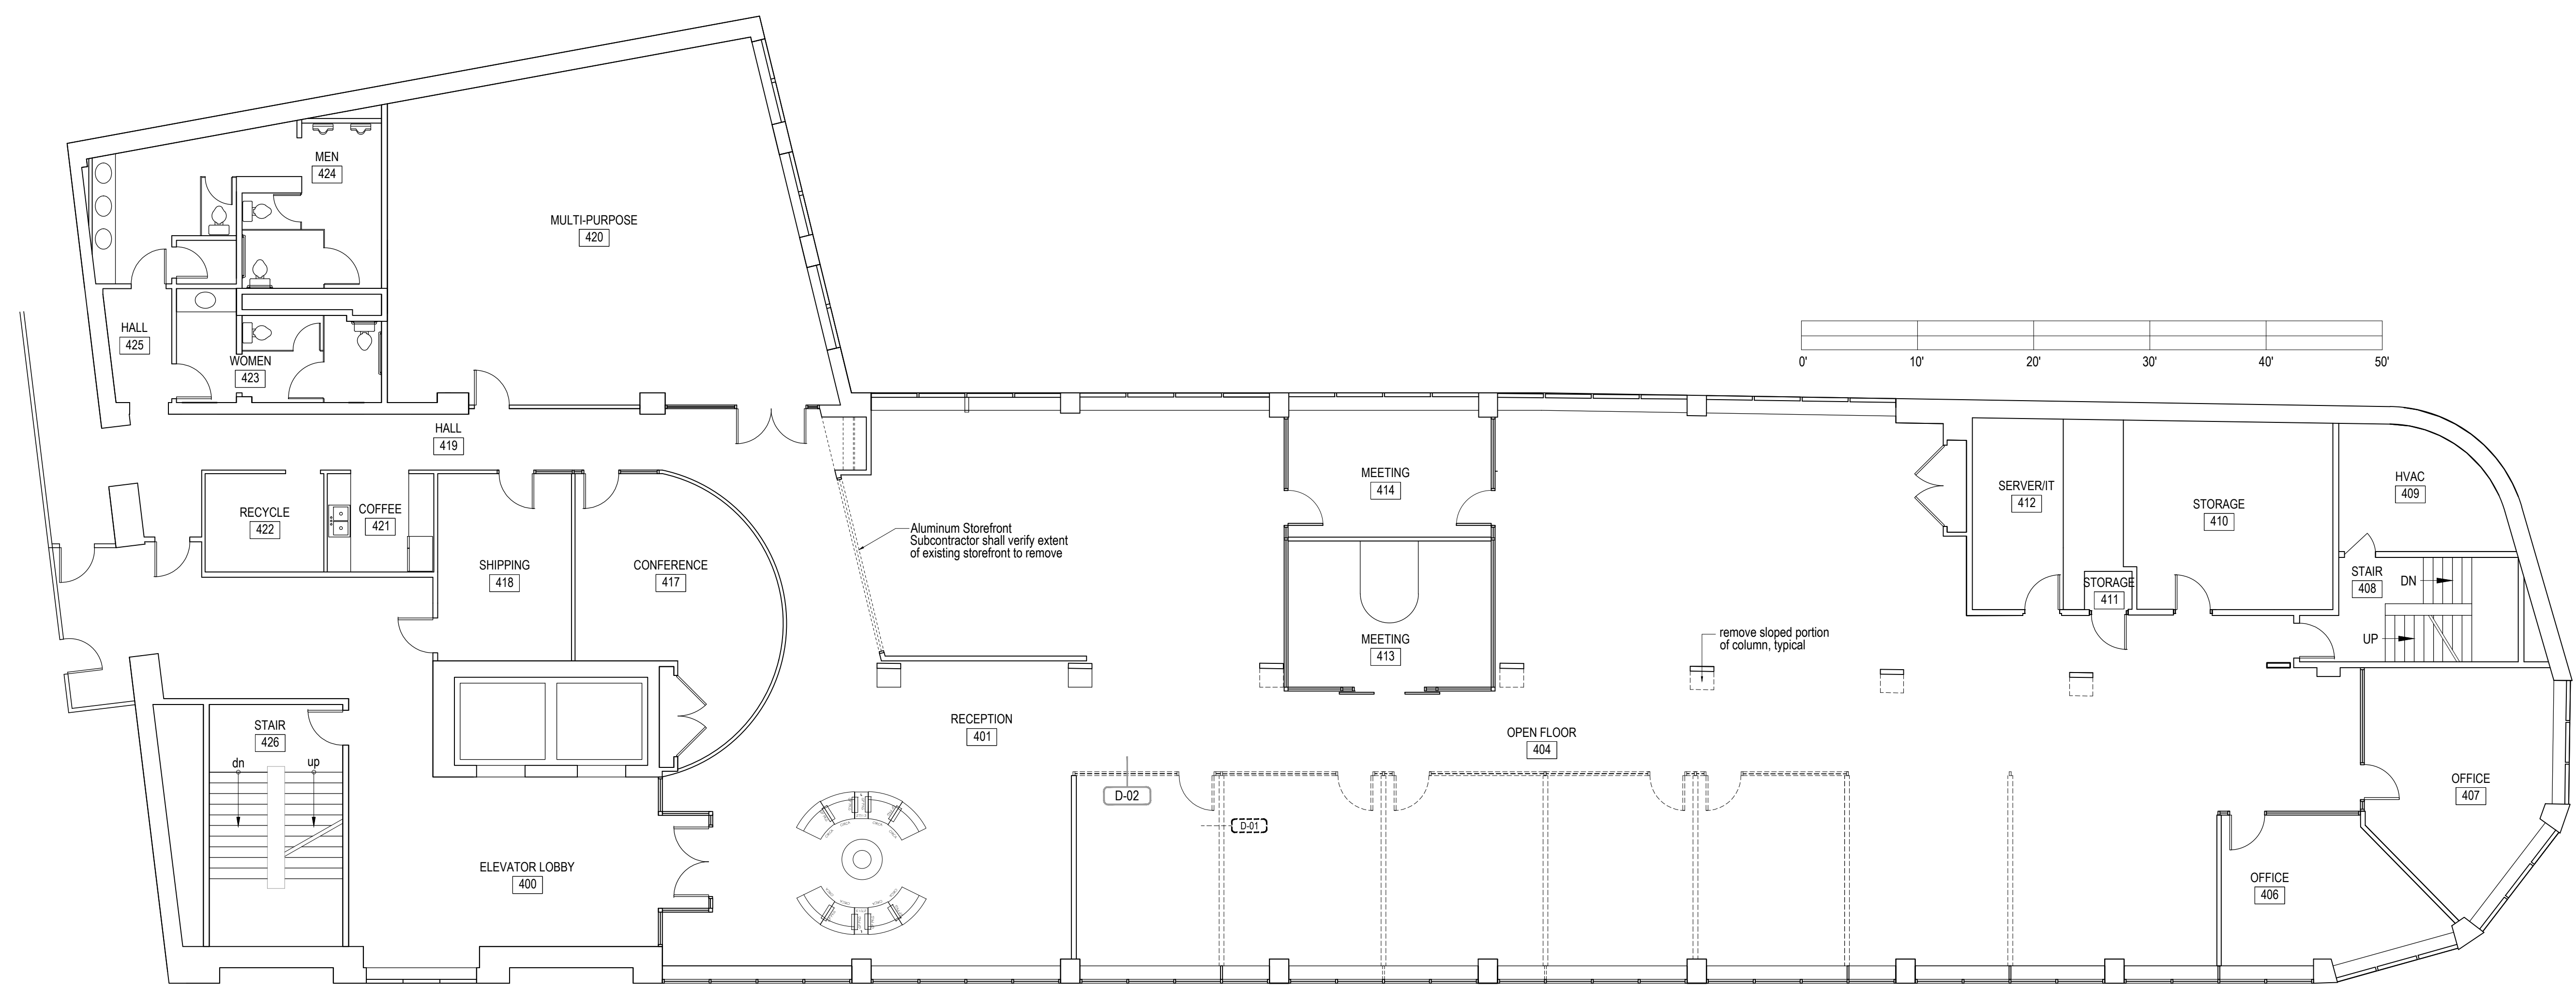 MEN
424
MULTI-PURPOSE
420
HALL
425
WOMEN
423
0'
10'
20'
30'
40'
50'
HALL
419
RECYCLE
422
COFFEE
421
SHIPPING
418
CONFERENCE
417
Aluminum Storefront
Subcontractor shall verify extent
of existing storefront to remove
MEETING
414
MEETING
413
SERVER/IT
412
STORAGE
410
STORAGE
411
HVAC
409
STAIR
408
DN
UP
remove sloped portion
of column, typical
STAIR
426
dn
up
RECEPTION
401
OPEN FLOOR
404
D-02
D-01
ELEVATOR LOBBY
400
OFFICE
407
OFFICE
406